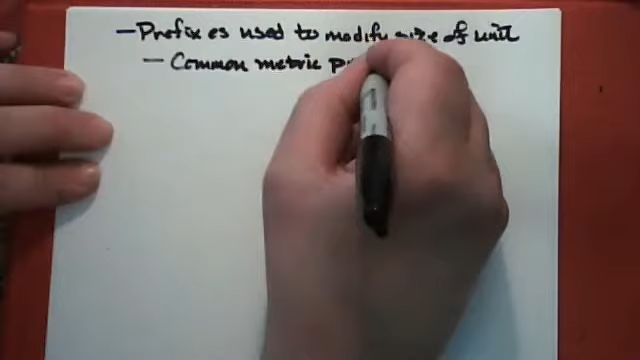 - Prefixes used to modify size of unit
- Common metric